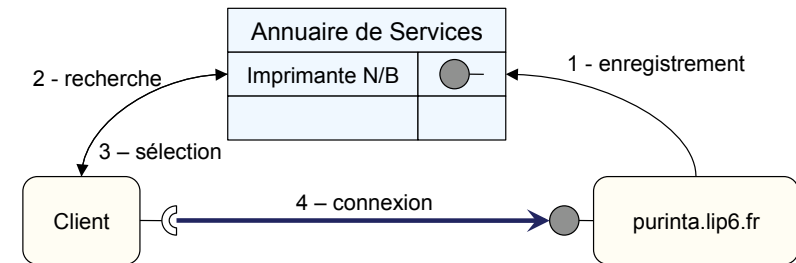 Annuaire de Services
Imprimante N/B
1 - enregistrement
2 - recherche
3 – sélection
4 – connexion
Client
purinta.lip6.fr